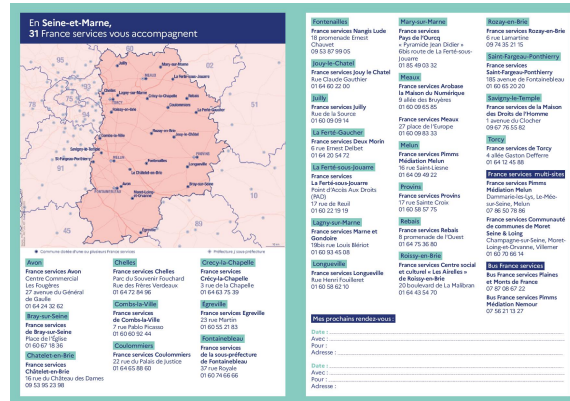 En Seine-et-Marne,
31 France services vous accompagnent
Commune dotée d'une ou plusieurs France services
Préfecture / sous-préfecture
Avon
France services Avon
Centre Commercial
Les Fougères
27 avenue du Général
de Gaulle
01 64 24 32 62
Bray-sur-Seine
France services
de Bray-sur-Seine
Place de l'Église
01 60 67 18 36
Chatelet-en-Brie
France services
Châtelet-en-Brie
16 rue du Château des Dames
09 53 95 23 98
Chelles
France services Chelles
Parc du Souvenir Fouchard
Rue des Frères Verdeaux
01 64 72 84 96
Combs-la-Ville
France services
de Combs-la-Ville
7 rue Pablo Picasso
01 60 60 92 44
Coulommiers
France services Coulommiers
22 rue du Palais de Justice
01 64 65 88 60
Crecy-la-Chapelle
France services
Crécy-la-Chapelle
3 rue de la Chapelle
01 64 63 75 39
Egreville
France services Egreville
23 rue Martin
01 60 55 21 83
Fontainebleau
France services
de la sous-préfecture
de Fontainebleau
37 rue Royale
01 60 74 66 66
Fontenailles
France services Nangis Lude
18 promenade Ernest
Chauvet
09 53 87 99 05
Jouy-le-Chatel
France services Jouy le Chatel
Rue Claude Gauthier
01 64 60 22 00
Juilly
France services Juilly
Rue de la Source
01 60 09 09 14
La Ferté-Gaucher
France services Deux Morin
6 rue Ernest Delbet
01 64 20 54 72
La Ferté-sous-Jouarre
France services
La Ferté-sous-Jouarre
Point d'Accès Aux Droits
(PAD)
17 rue de Reuil
01 60 22 19 19
Lagny-sur-Marne
France services Marne et
Gondoire
19bis rue Louis Blériot
01 60 93 45 08
Longueville
France services Longueville
Rue Henri Fouilleret
01 60 58 62 10
Mary-sur-Marne
France services
Pays de l'Ourcq
« Pyramide Jean Didier »
6bis route de La Ferté-sous-
Jouarre
01 85 49 03 32
Meaux
France services Arobase
la Maison du Numérique
9 allée des Bruyères
01 60 09 65 85
France services Meaux
27 place de l'Europe
01 60 09 83 33
Melun
France services Pimms
Médiation Melun
16 rue Saint-Liesne
01 64 09 49 22
Provins
France services Provins
17 rue Sainte Croix
01 60 58 57 75
Rebais
France services Rebais
8 promenade de l'Ouest
01 64 75 36 80
Roissy-en-Brie
France services Centre social
et culturel « Les Airelles »
de Roissy-en-Brie
20 boulevard de La Malibran
01 64 43 54 70
Rozay-en-Brie
France services Rozay-en-Brie
6 rue Lamartine
09 74 35 21 15
Saint-Fargeau-Ponthierry
France services
Saint-Fargeau-Ponthierry
185 avenue de Fontainebleau
01 60 65 20 20
Savigny-le-Temple
France services de la Maison
des Droits de l'Homme
1 avenue du Clocher
09 67 76 55 82
Torcy
France services Torcy
4 allée Gaston Defferre
01 64 12 45 88
France services multi-sites
France services Pimms
Médiation Melun
Dammarie-les-Lys, Le-Mée-
sur-Seine, Melun
07 86 50 78 86
France services Communauté
de communes de Moret
Seine & Loing
Champagne-sur-Seine, Moret-
Loing-et-Orvanne, Villemer
01 60 70 66 14
Bus France services
Bus France services Plaines
et Monts de France
07 87 08 67 22
Bus France services Pimms
Médiation Nemour
07 56 21 13 27
Mes prochains rendez-vous :
Date :
Avec :
Pour :
Adresse :
Date :
Avec :
Pour :
Adresse :